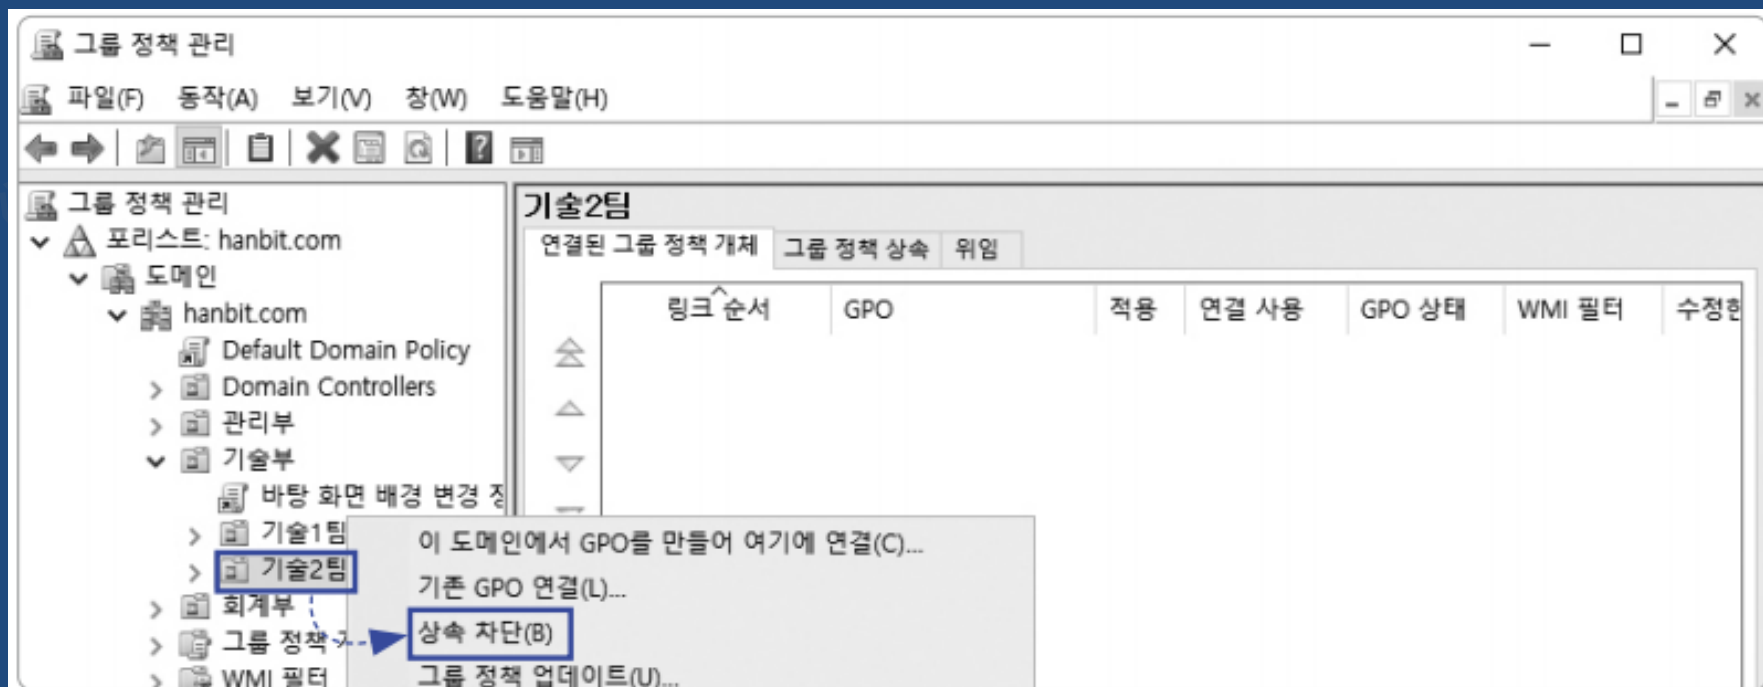 그룹 정책 관리
파일(F) 동작(A) 보기(V) 창(W) 도움말(H)
그룹 정책 관리
포리스트: hanbit.com
도메인
hanbit.com
Default Domain Policy
Domain Controllers
관리부
기술부
바탕 화면 배경 변경 정
기술1팀
기술2팀
회계부
그룹 정책
WMI 필터
기술2팀
연결된 그룹 정책 개체 그룹 정책 상속 위임
링크 순서 GPO 적용 연결 사용 GPO 상태 WMI 필터 수정한
이 도메인에서 GPO를 만들어 여기에 연결(C)...
기존 GPO 연결(L)...
상속 차단(B)
그룹 정책 업데이트(U)...